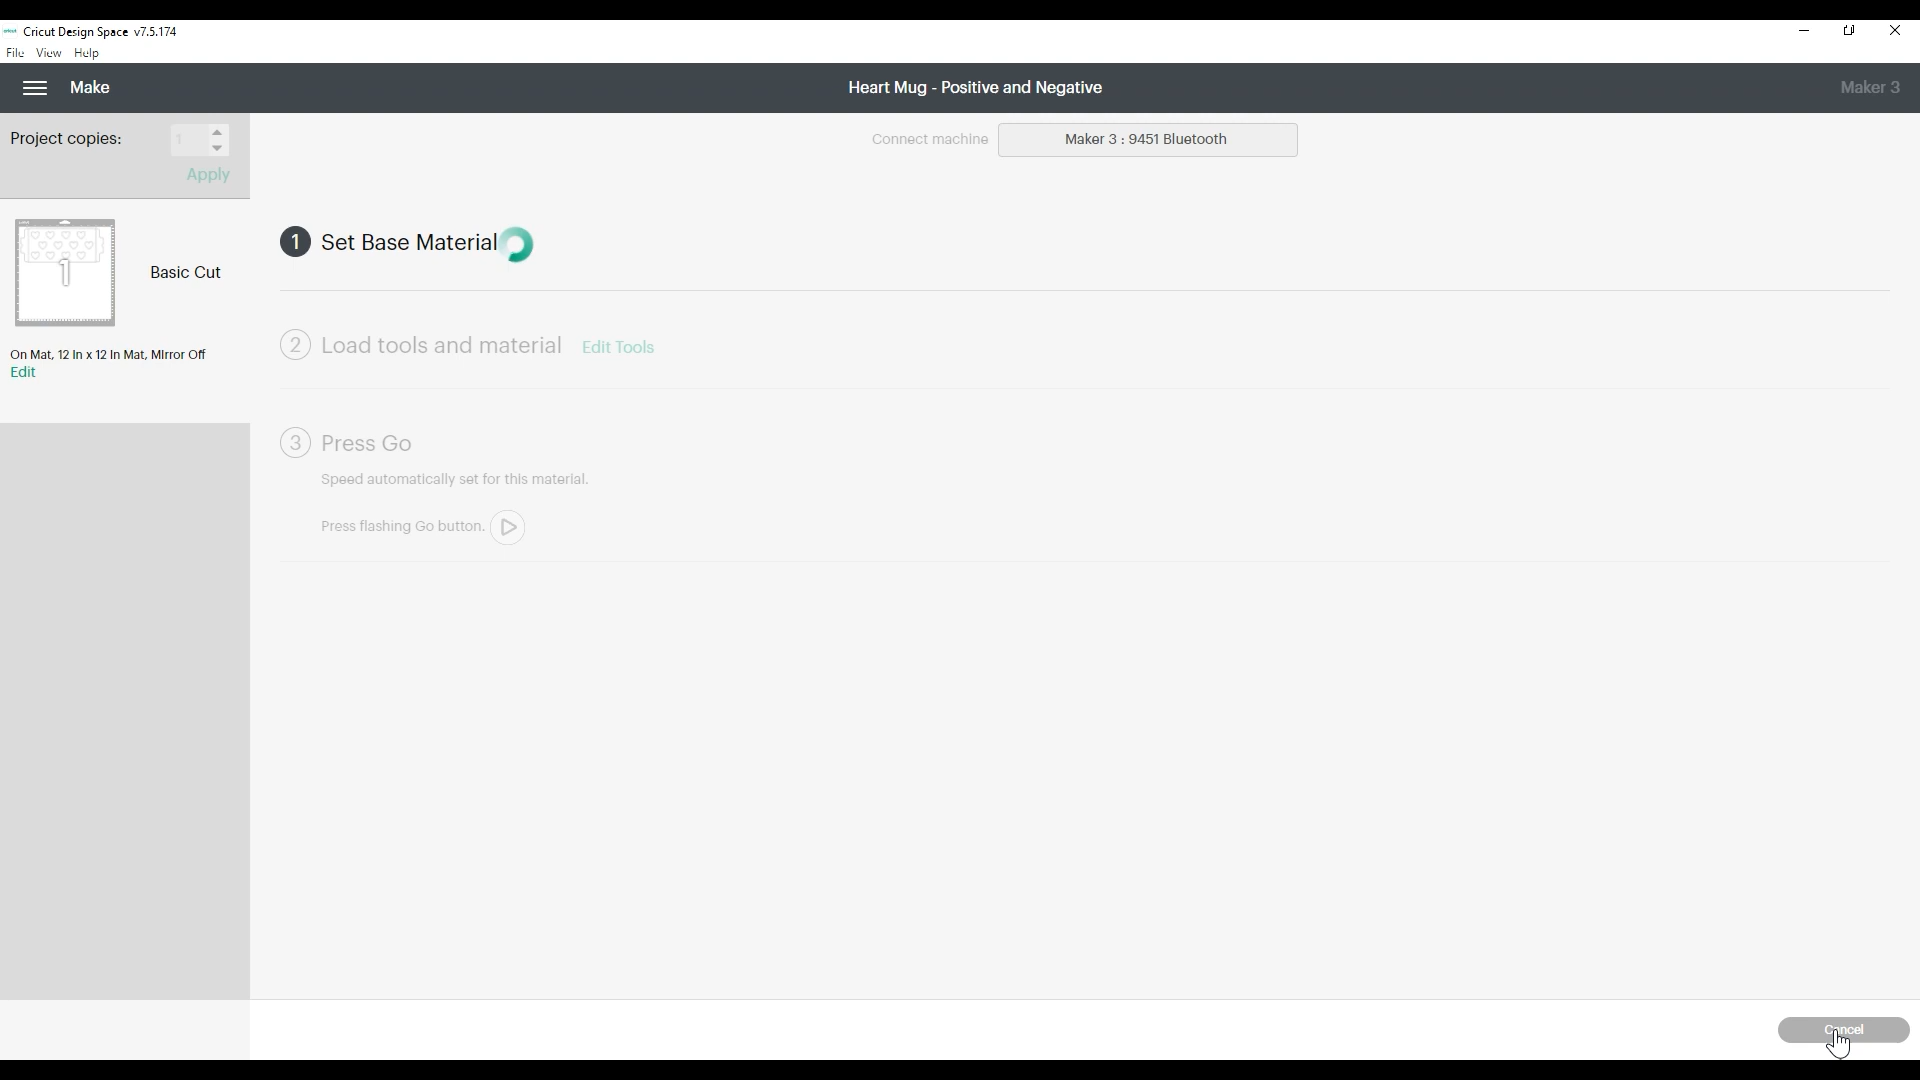 Cricut Design Space v7.5.174
File View Help
Make
Heart Mug - Positive and Negative
Maker 3
Project copies: 1
Apply
Connect machine Maker 3 : 9451 Bluetooth
1
Basic Cut
On Mat, 12 In x 12 In Mat, Mirror Off
Edit
1 Set Base Material
2 Load tools and material Edit Tools
3 Press Go
Speed automatically set for this material.
Press flashing Go button.
Cancel